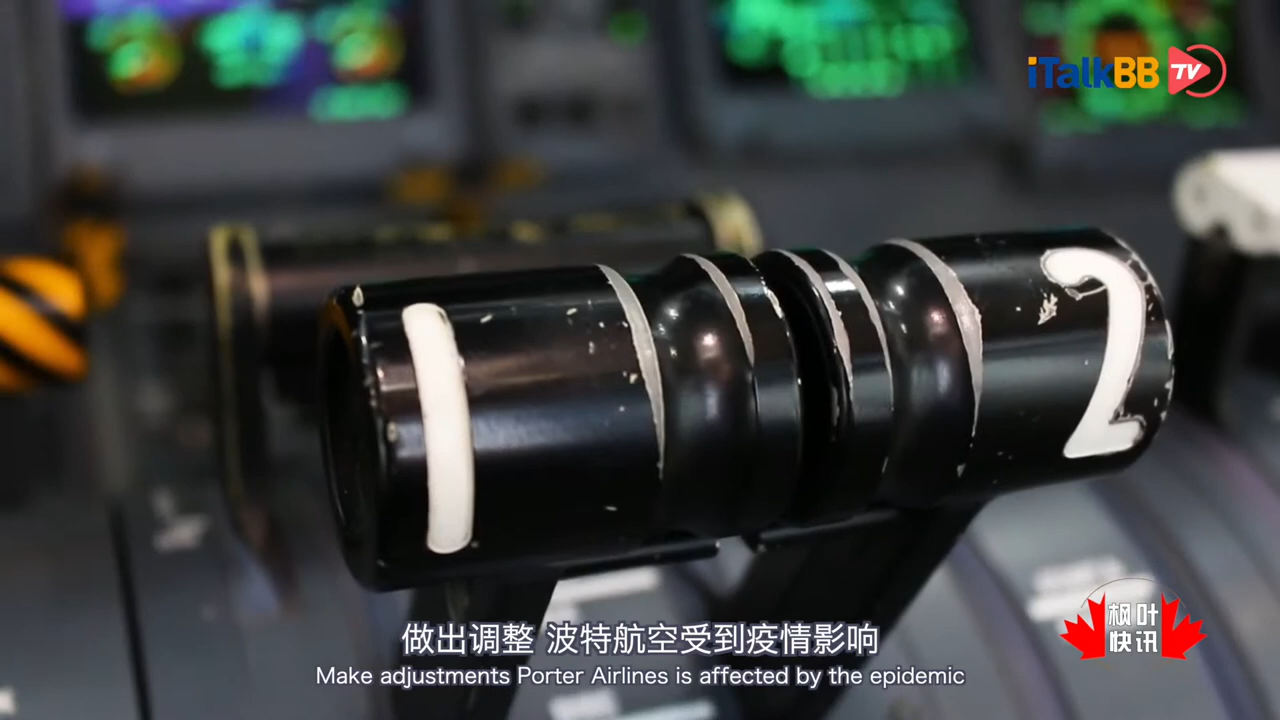 iTalkBB TV
1 2
做出调整 波特航空受到疫情影响
Make adjustments Porter Airlines is affected by the epidemic
枫叶
快讯